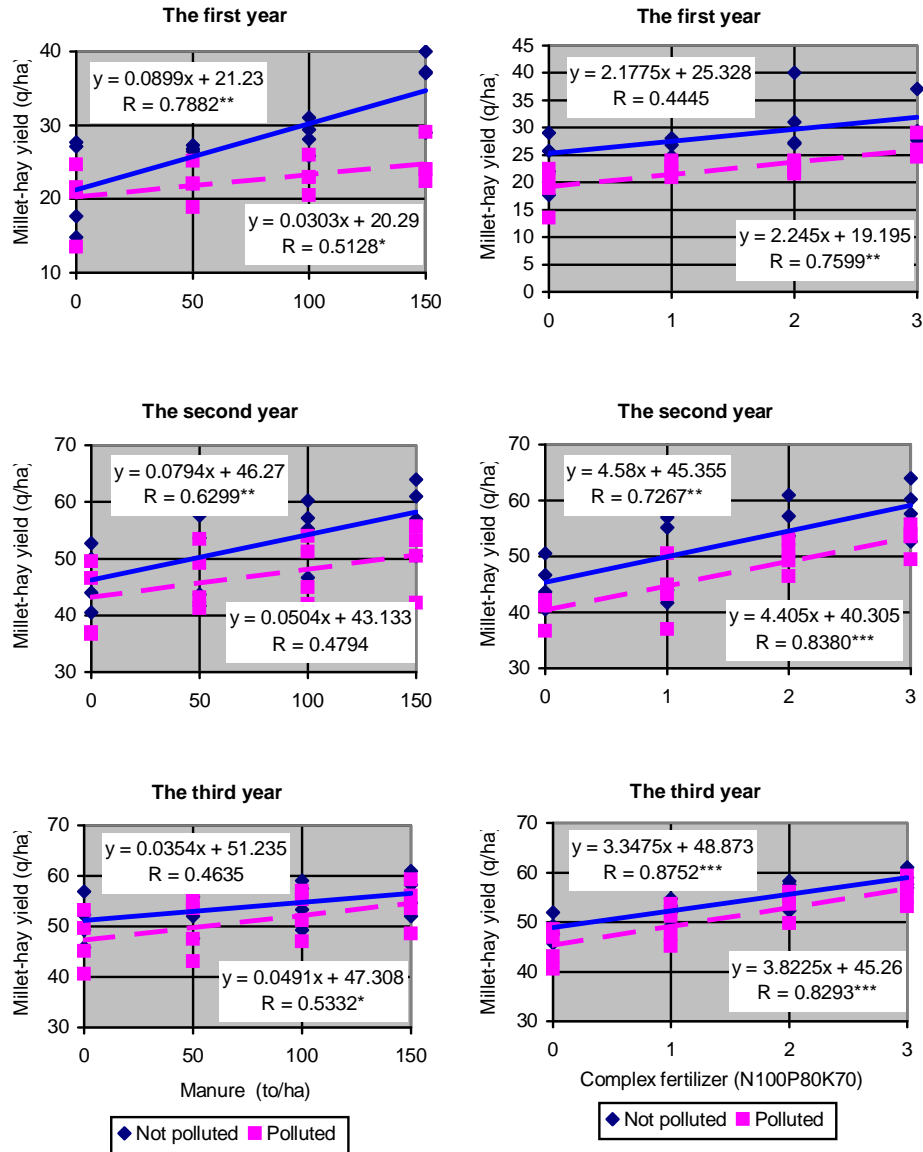 The first year
Millet-hay yield (q/ha)
40
30
20
10
y = 0.0899x + 21.23
R = 0.7882**
y = 0.0303x + 20.29
R = 0.5128*
0 50 100 150
The first year
Millet-hay yield (q/ha)
45
40
35
30
25
20
15
10
5
0
y = 2.1775x + 25.328
R = 0.4445
y = 2.245x + 19.195
R = 0.7599**
0 1 2 3
The second year
Millet-hay yield (q/ha)
70
60
50
40
30
y = 0.0794x + 46.27
R = 0.6299**
y = 0.0504x + 43.133
R = 0.4794
0 50 100 150
The second year
Millet-hay yield (q/ha)
70
60
50
40
30
y = 4.58x + 45.355
R = 0.7267**
y = 4.405x + 40.305
R = 0.8380***
0 1 2 3
The third year
Millet-hay yield (q/ha)
70
60
50
40
30
y = 0.0354x + 51.235
R = 0.4635
y = 0.0491x + 47.308
R = 0.5332*
0 50 100 150
Manure (to/ha)
Not polluted Polluted
The third year
Millet-hay yield (q/ha)
70
60
50
40
30
y = 3.3475x + 48.873
R = 0.8752***
y = 3.8225x + 45.26
R = 0.8293***
0 1 2 3
Complex fertilizer (N100P80K70)
Not polluted Polluted